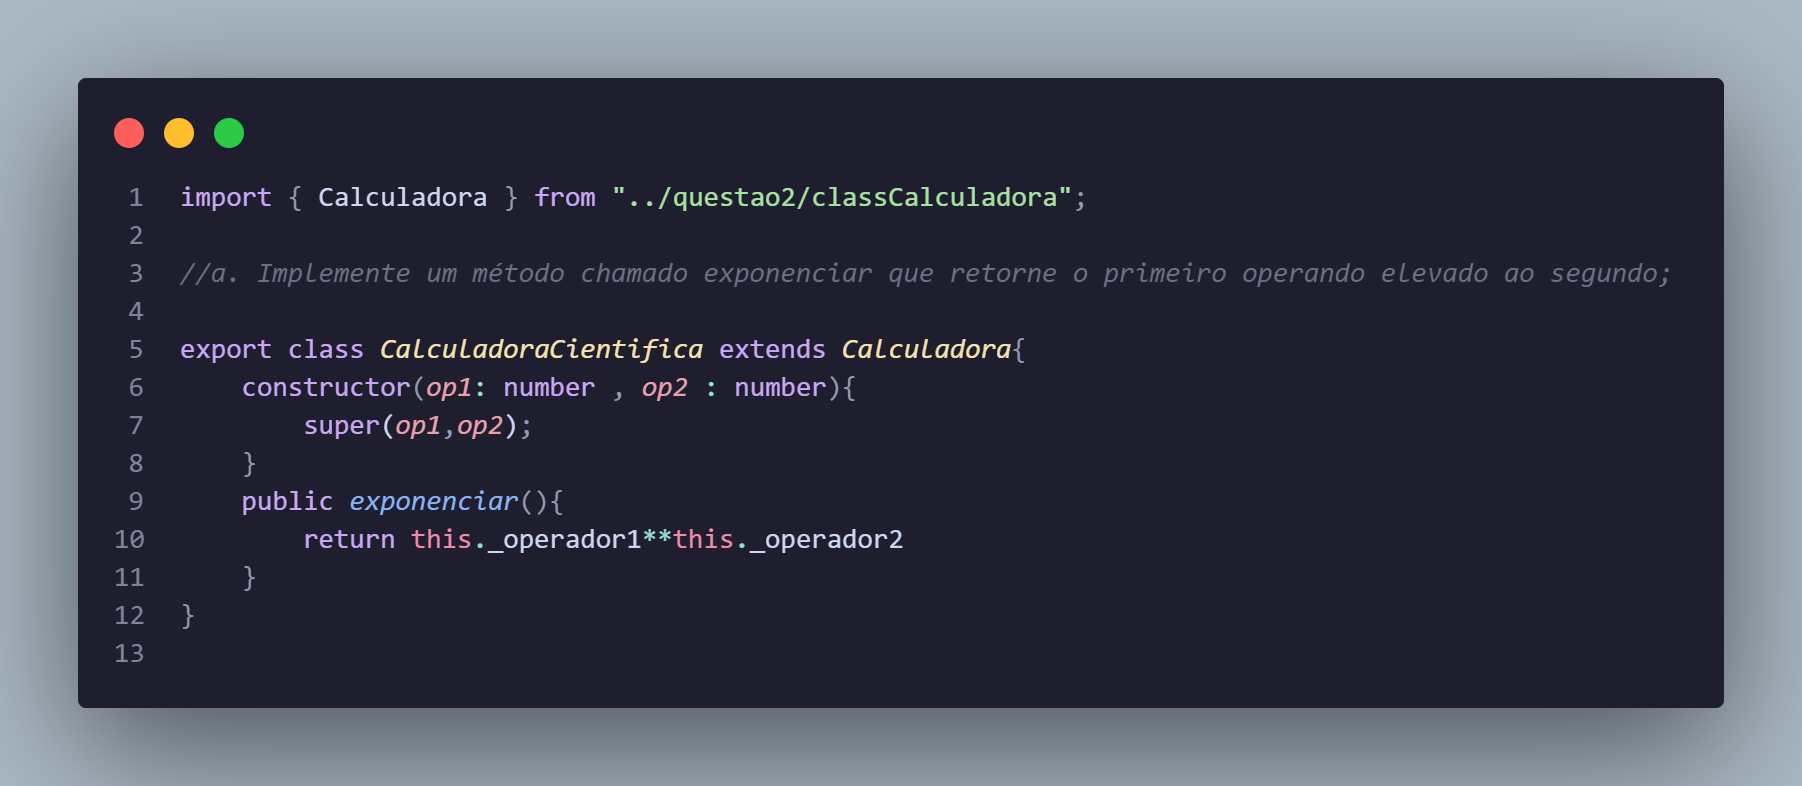 1 import { Calculadora } from "../questao2/classCalculadora";
2
3 //a. Implemente um método chamado exponenciar que retorne o primeiro operando elevado ao segundo;
4
5 export class CalculadoraCientifica extends Calculadora{
6     constructor(op1: number , op2 : number){
7         super(op1,op2);
8     }
9     public exponenciar(){
10         return this._operador1**this._operador2
11     }
12 }
13